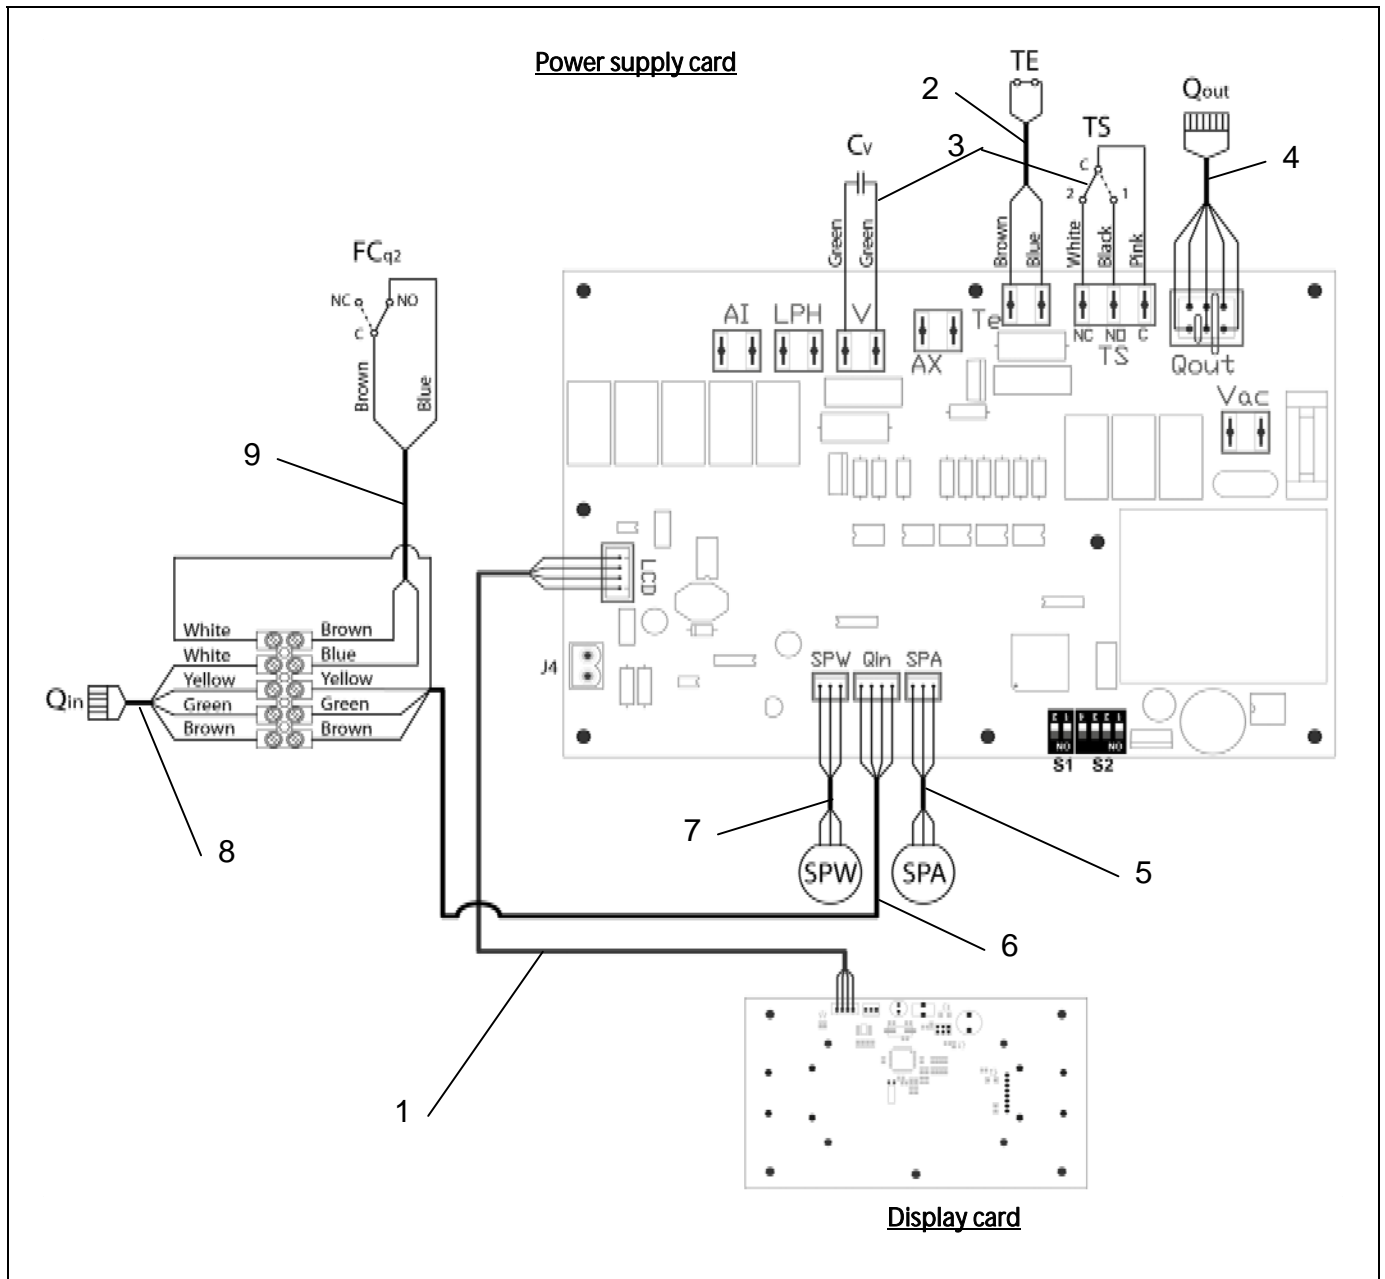 Power supply card
TE
2
Qout
TS
3
Cv
C
4
2
1
Green
Green
Brown
Blue
White
Black
Pink
FCq2
NC
NO
C
Brown
Blue
AI
LPH
V
AX
Te
NC
NO
C
TS
Qout
Vac
9
LCD
White
Brown
White
Blue
Yellow
Yellow
Green
Green
Brown
Brown
Qin
J4
SPW
Qin
SPA
ON
ON
S1
S2
8
7
SPW
SPA
5
6
1
Display card